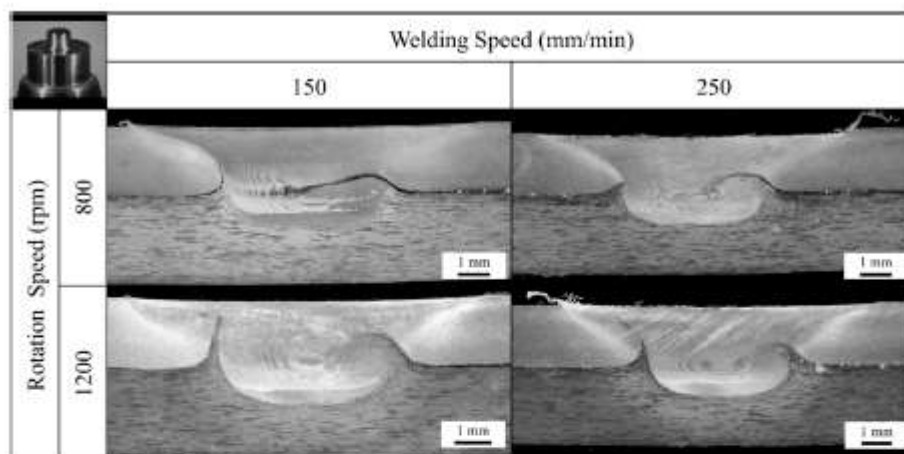 Welding Speed (mm/min)
150
250
Rotation Speed (rpm)
800
1 mm
1 mm
1200
1 mm
1 mm